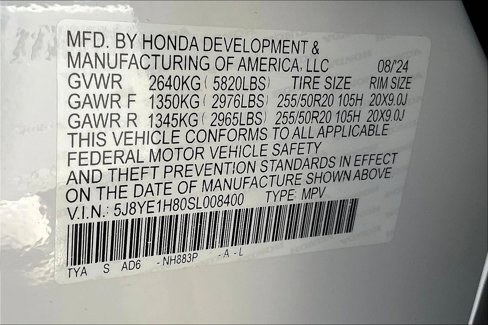 MFD. BY HONDA DEVELOPMENT &
MANUFACTURING OF AMERICA, LLC 08/'24
GVWR 2640KG ( 5820LBS) TIRE SIZE RIM SIZE
GAWR F 1350KG ( 2976LBS) 255/50R20 105H 20X9.0J
GAWR R 1345KG ( 2965LBS) 255/50R20 105H 20X9.0J
THIS VEHICLE CONFORMS TO ALL APPLICABLE
FEDERAL MOTOR VEHICLE SAFETY
AND THEFT PREVENTION STANDARDS IN EFFECT
ON THE DATE OF MANUFACTURE SHOWN ABOVE.
V.I.N.: 5J8YE1H80SL008400 TYPE: MPV
TYA S AD6 -NH883P -A-L